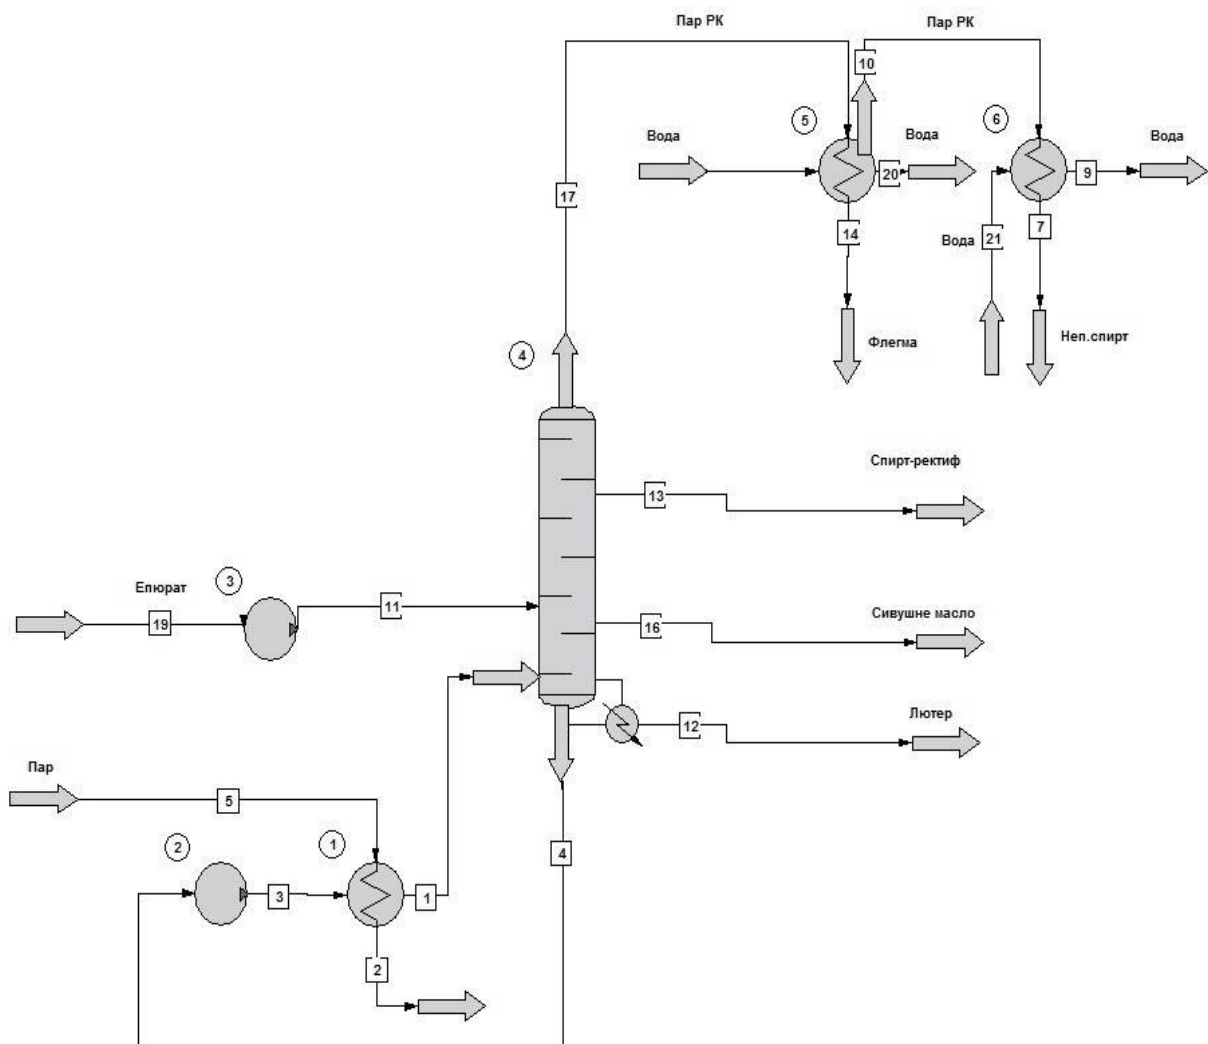 Пар РК
Пар РК
10
5
6
Вода
Вода
Вода
20
9
17
14
Вода
21
7
4
Флегма
Неп.спирт
Спирт-ректиф
13
3
Епюрат
11
19
16
Сивушне масло
Лютер
12
Пар
5
2
1
4
3
1
2